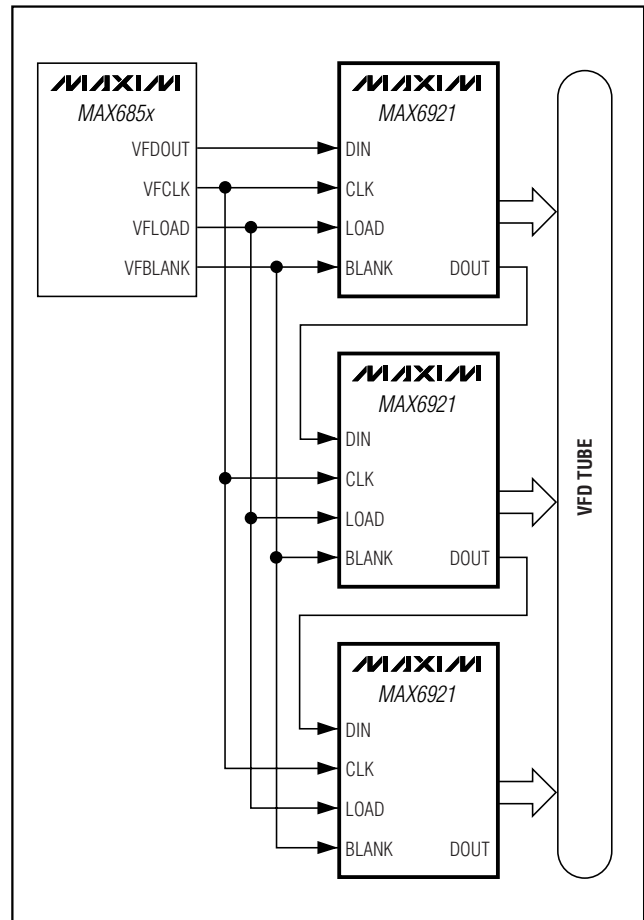 MAXIM
MAX685x
VFDOUT
VFCLK
VFLOAD
VFBLANK
MAXIM
MAX6921
DIN
CLK
LOAD
BLANK DOUT
MAXIM
MAX6921
DIN
CLK
LOAD
BLANK DOUT
MAXIM
MAX6921
DIN
CLK
LOAD
BLANK DOUT
VFD TUBE